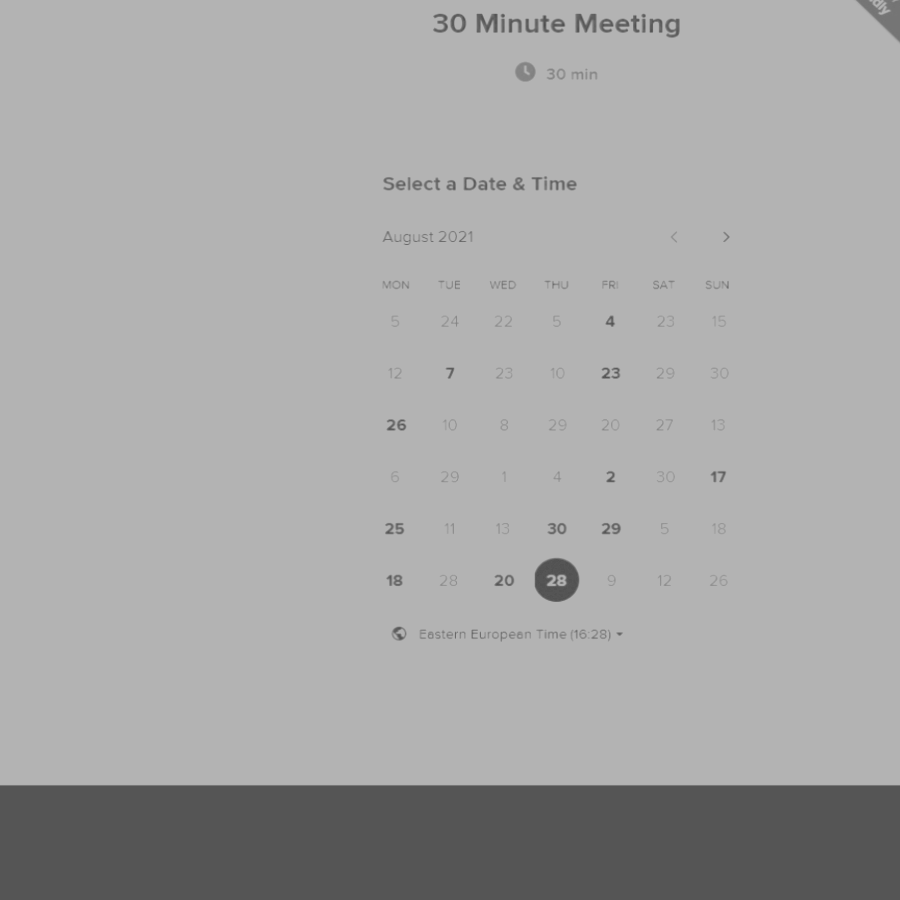 30 Minute Meeting
30 min
Select a Date & Time
August 2021
MON TUE WED THU FRI SAT SUN
5 24 22 5 4 23 15
12 7 23 10 23 29 30
26 10 8 29 20 27 13
6 29 1 4 2 30 17
25 11 13 30 29 5 18
18 28 20 28 9 12 26
Eastern European Time (16:28)